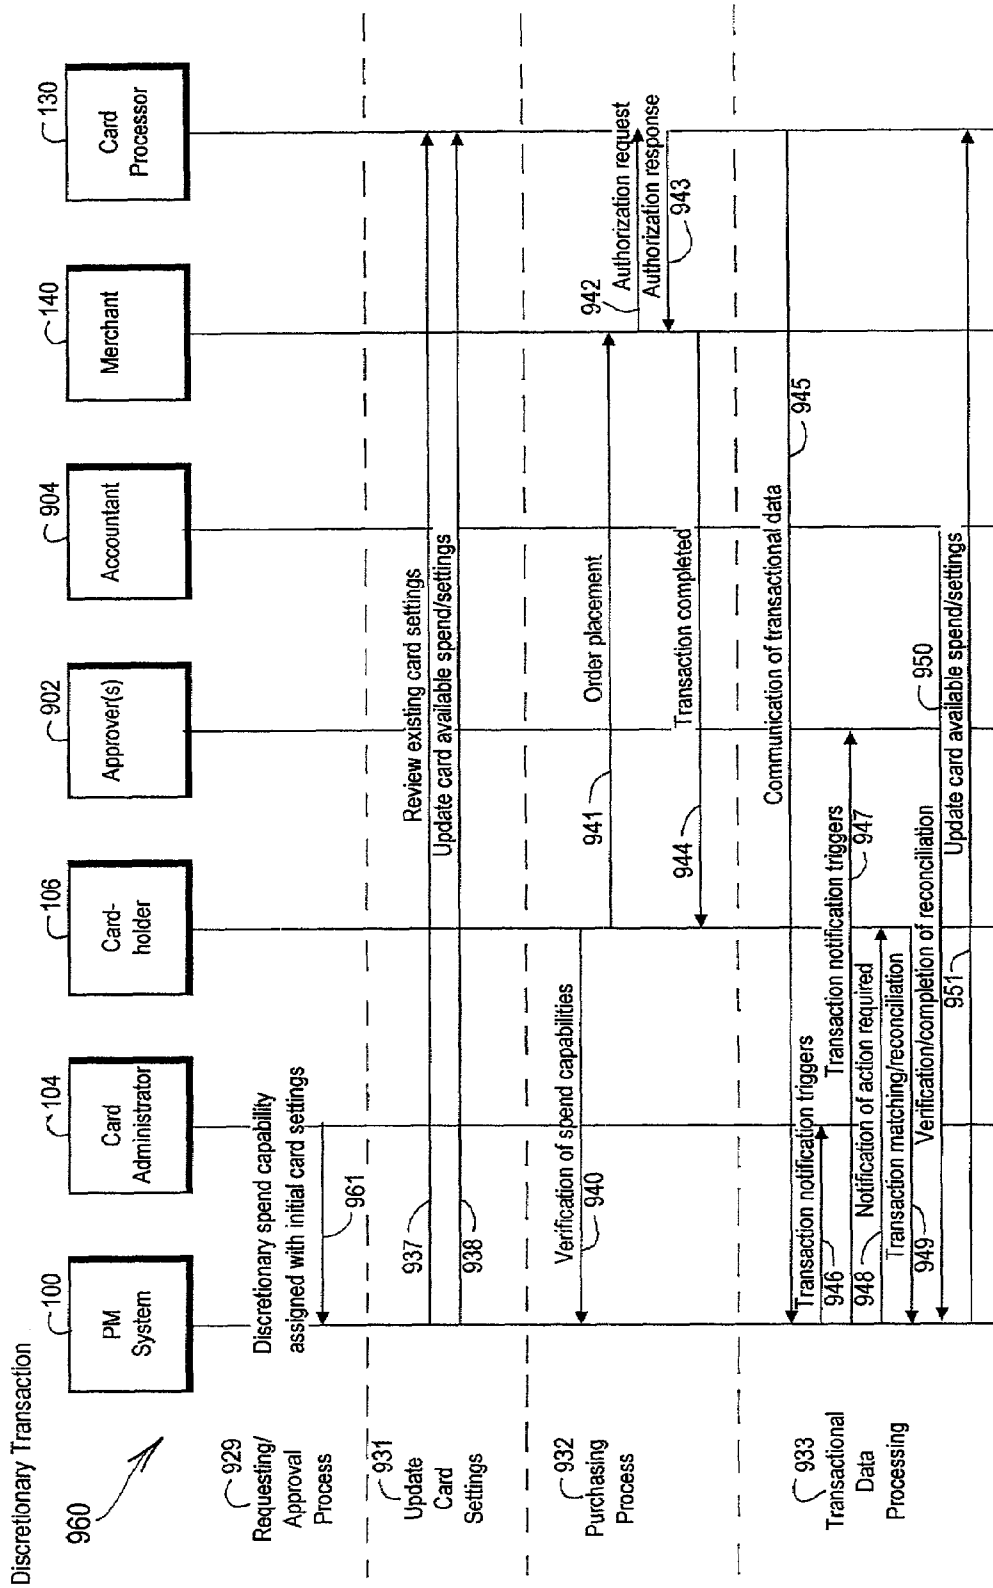 Discretionary Transaction
960
100
PM
System
104
Card
Administrator
106
Card-
holder
902
Approver(s)
904
Accountant
140
Merchant
130
Card
Processor
929
Requesting/
Approval
Process
Discretionary spend capability
assigned with initial card settings
961
931
Update
Card
Settings
Review existing card settings
937
Update card available spend/settings
938
932
Purchasing
Process
Verification of spend capabilities
940
Order placement
941
942
Authorization request
Authorization response
943
Transaction completed
944
933
Transactional
Data
Processing
Communication of transactional data
945
Transaction notification triggers
946
Transaction notification triggers
947
Notification of action required
948
Transaction matching/reconciliation
949
Verification/completion of reconciliation
950
Update card available spend/settings
951